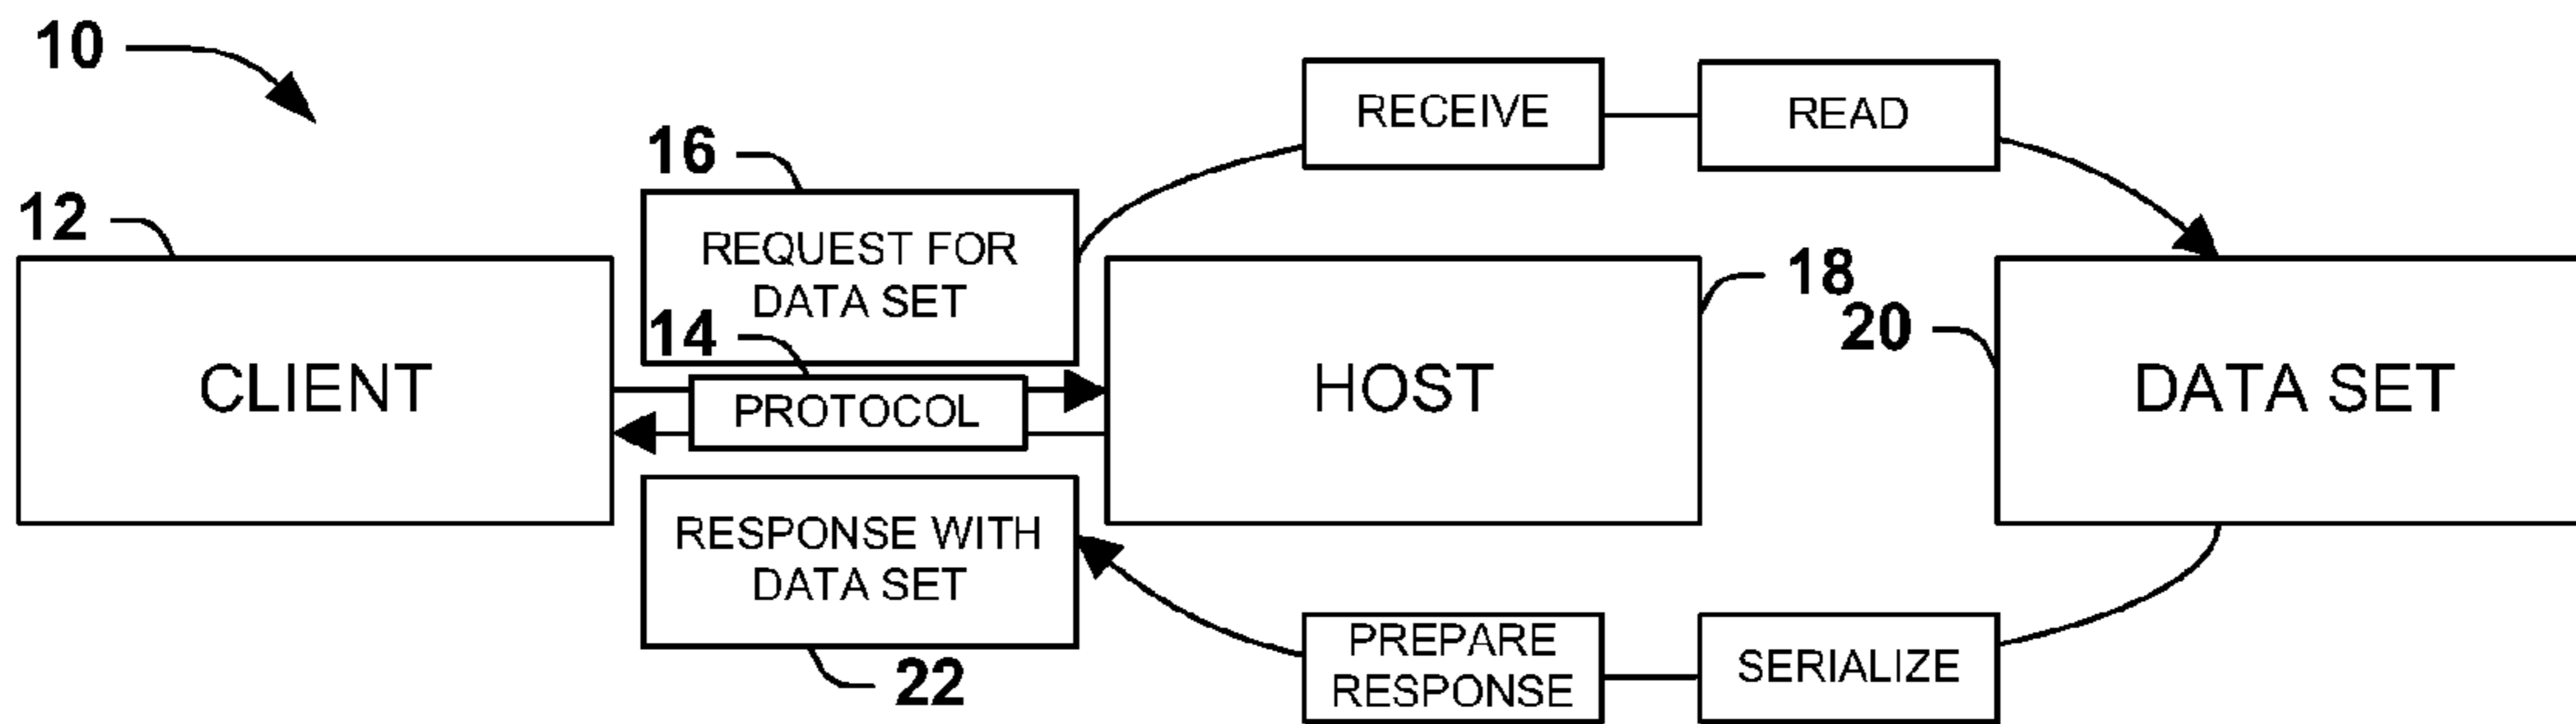 10
RECEIVE
READ
16
12
REQUEST FOR
DATA SET
18
14
20
CLIENT
PROTOCOL
HOST
DATA SET
RESPONSE WITH
DATA SET
22
PREPARE
RESPONSE
SERIALIZE